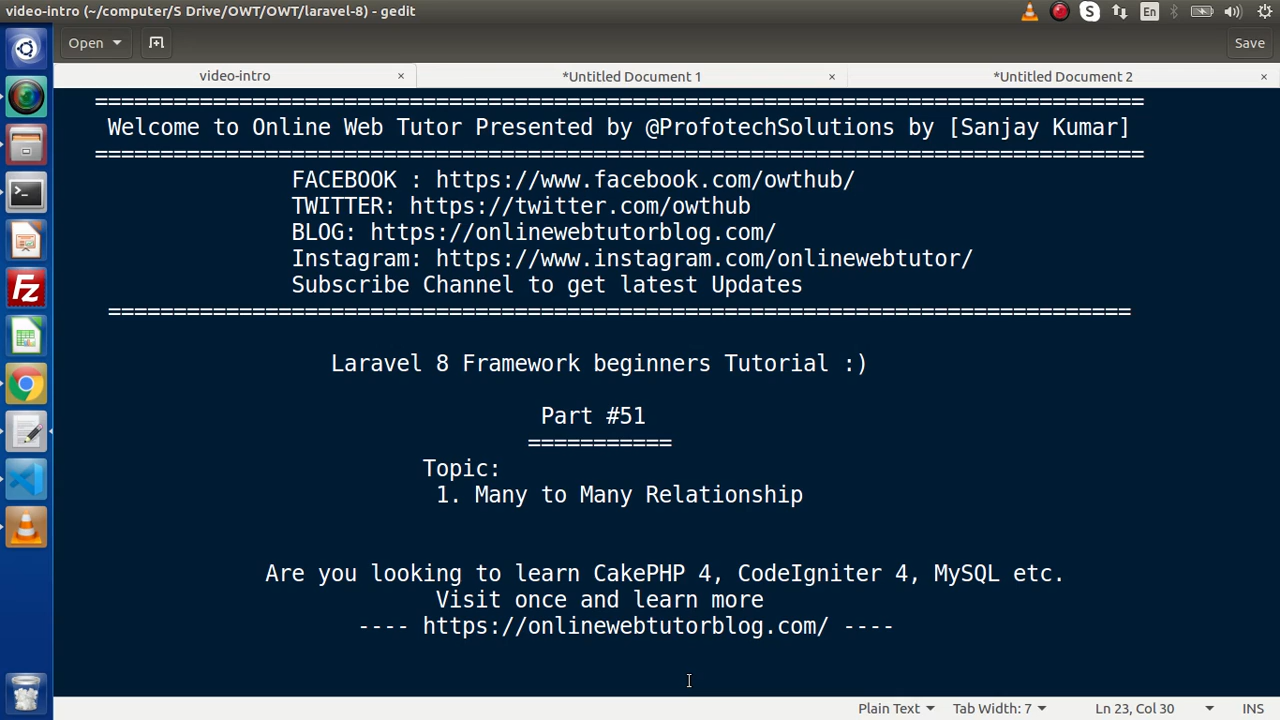 video-intro (~/computer/S Drive/OWT/OWT/laravel-8) - gedit
En
Open
Save
video-intro ×
*Untitled Document 1 ×
*Untitled Document 2 ×
================================================================================
Welcome to Online Web Tutor Presented by @ProfotechSolutions by [Sanjay Kumar]
================================================================================
FACEBOOK : https://www.facebook.com/owthub/
TWITTER: https://twitter.com/owthub
BLOG: https://onlinewebtutorblog.com/
Instagram: https://www.instagram.com/onlinewebtutor/
Subscribe Channel to get latest Updates
==============================================================================
Laravel 8 Framework beginners Tutorial :)
Part #51
===========
Topic:
1. Many to Many Relationship
Are you looking to learn CakePHP 4, CodeIgniter 4, MySQL etc.
Visit once and learn more
---- https://onlinewebtutorblog.com/ ----
Plain Text Tab Width: 7 Ln 23, Col 30 INS